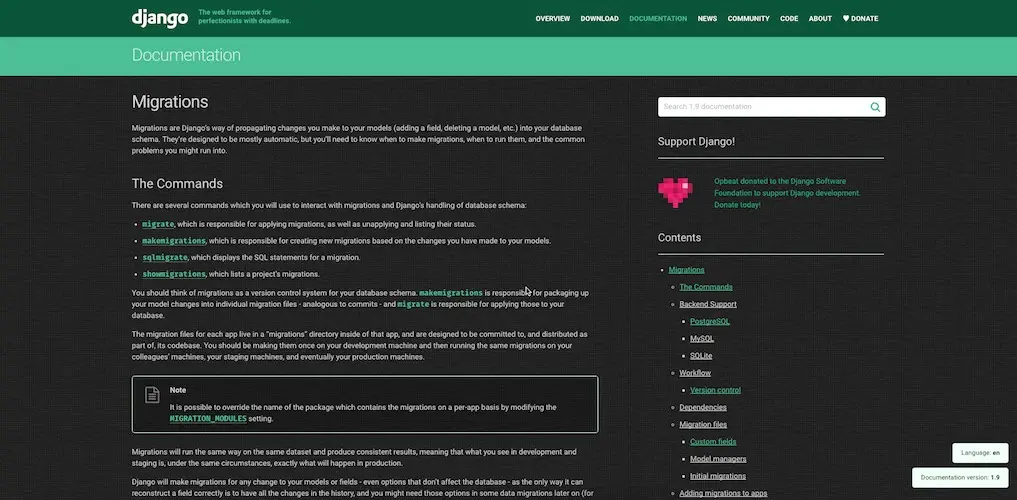 django
The web framework for
perfectionists with deadlines.
OVERVIEW DOWNLOAD DOCUMENTATION NEWS COMMUNITY CODE ABOUT ♥ DONATE
Documentation
Migrations
Migrations are Django's way of propagating changes you make to your models (adding a field, deleting a model, etc.) into your database
schema. They're designed to be mostly automatic, but you'll need to know when to make migrations, when to run them, and the common
problems you might run into.
The Commands
There are several commands which you will use to interact with migrations and Django's handling of database schema:
• migrate, which is responsible for applying migrations, as well as unapplying and listing their status.
• makemigrations, which is responsible for creating new migrations based on the changes you have made to your models.
• sqlmigrate, which displays the SQL statements for a migration.
• showmigrations, which lists a project's migrations.
You should think of migrations as a version control system for your database schema. makemigrations is responsible for packaging up
your model changes into individual migration files - analogous to commits - and migrate is responsible for applying those to your
database.
The migration files for each app live in a "migrations" directory inside of that app, and are designed to be committed to, and distributed as
part of, its codebase. You should be making them once on your development machine and then running the same migrations on your
colleagues' machines, your staging machines, and eventually your production machines.
Note
It is possible to override the name of the package which contains the migrations on a per-app basis by modifying the
MIGRATION_MODULES setting.
Migrations will run the same way on the same dataset and produce consistent results, meaning that what you see in development and
staging is, under the same circumstances, exactly what will happen in production.
Django will make migrations for any change to your models or fields - even options that don't affect the database - as the only way it can
reconstruct a field correctly is to have all the changes in the history, and you might need those options in some data migrations later on (for
Search 1.9 documentation
Support Django!
Opbeat donated to the Django Software
Foundation to support Django development.
Donate today!
Contents
• Migrations
The Commands
Backend Support
PostgreSQL
MySQL
SQLite
Workflow
Version control
Dependencies
Migration files
Custom fields
Model managers
Initial migrations
Adding migrations to apps
Language: en
Documentation version: 1.9